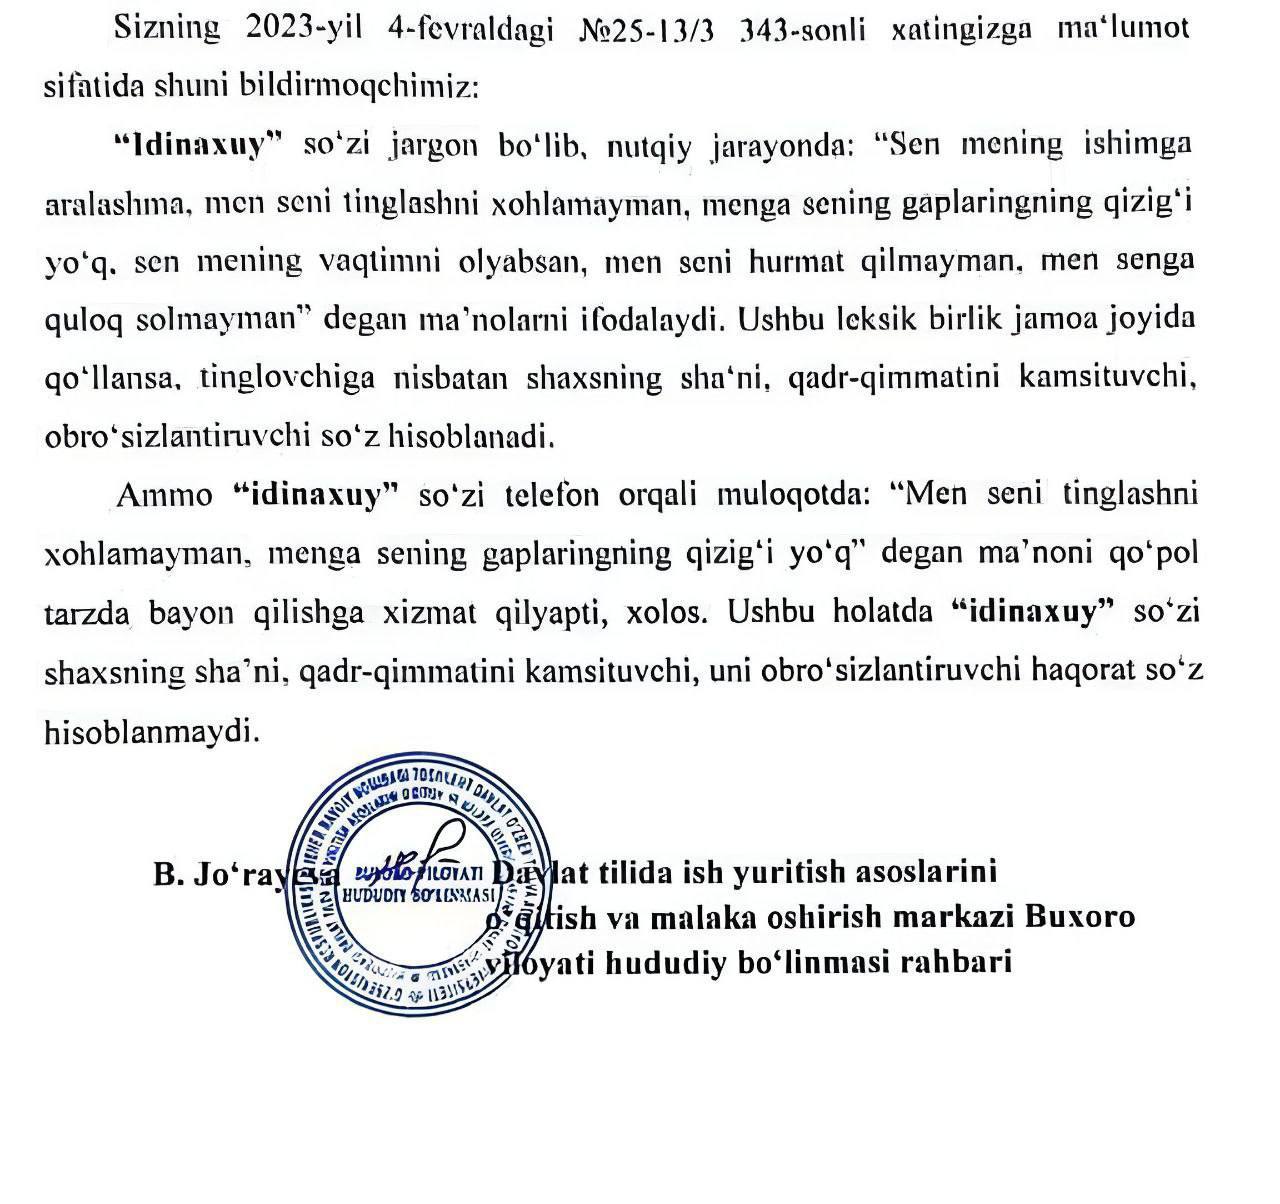 Sizning 2023-yil 4-fevraldagi №25-13/3 343-sonli xatingizga ma‘lumot
sifatida shuni bildirmoqchimiz:
“Idinaxuy” so‘zi jargon bo‘lib, nutqiy jarayonda: “Sen mening ishimga
aralashma, men seni tinglashni xohlamayman, menga sening gaplaringning qizig‘i
yo‘q, sen mening vaqtimni olyabsan, men seni hurmat qilmayman, men senga
quloq solmayman” degan ma’nolarni ifodalaydi. Ushbu leksik birlik jamoa joyida
qo‘llansa, tinglovchiga nisbatan shaxsning sha‘ni, qadr-qimmatini kamsituvchi,
obro‘sizlantiruvchi so‘z hisoblanadi.
Ammo “idinaxuy” so‘zi telefon orqali muloqotda: “Men seni tinglashni
xohlamayman, menga sening gaplaringning qizig‘i yo‘q” degan ma’noni qo‘pol
tarzda bayon qilishga xizmat qilyapti, xolos. Ushbu holatda “idinaxuy” so‘zi
shaxsning sha’ni, qadr-qimmatini kamsituvchi, uni obro‘sizlantiruvchi haqorat so‘z
hisoblanmaydi.
B. Jo‘rayeva
VILOYATI
HUDUDIY BO‘LINMASI
Davlat tilida ish yuritish asoslarini
o‘qitish va malaka oshirish markazi Buxoro
viloyati hududiy bo‘linmasi rahbari